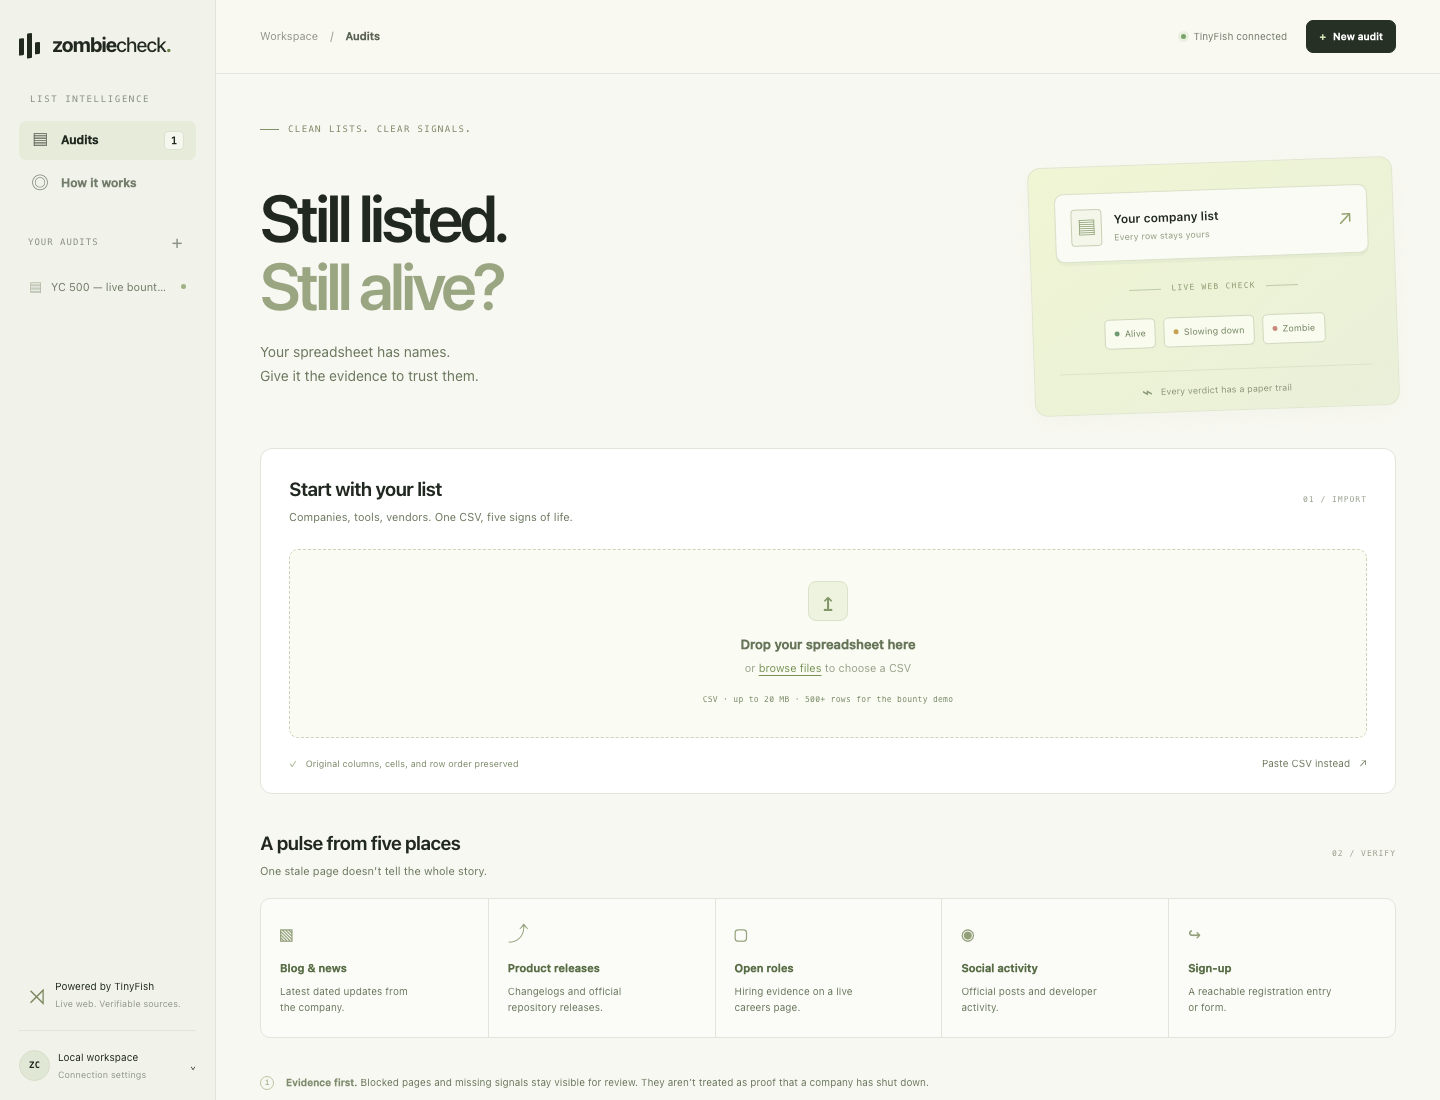 zombiecheck.
LIST INTELLIGENCE
Audits 1
How it works
YOUR AUDITS +
YC 500 — live bount...
Powered by TinyFish
Live web. Verifiable sources.
ZC
Local workspace
Connection settings
Workspace / Audits
TinyFish connected
+ New audit
CLEAN LISTS. CLEAR SIGNALS.
Still listed.
Still alive?
Your spreadsheet has names.
Give it the evidence to trust them.
Your company list
Every row stays yours
LIVE WEB CHECK
Alive
Slowing down
Zombie
Every verdict has a paper trail
Start with your list
01 / IMPORT
Companies, tools, vendors. One CSV, five signs of life.
Drop your spreadsheet here
or browse files to choose a CSV
CSV · up to 20 MB · 500+ rows for the bounty demo
✓ Original columns, cells, and row order preserved
Paste CSV instead ↗
A pulse from five places
02 / VERIFY
One stale page doesn't tell the whole story.
Blog & news
Latest dated updates from
the company.
Product releases
Changelogs and official
repository releases.
Open roles
Hiring evidence on a live
careers page.
Social activity
Official posts and developer
activity.
Sign-up
A reachable registration entry
or form.
1 Evidence first. Blocked pages and missing signals stay visible for review. They aren't treated as proof that a company has shut down.